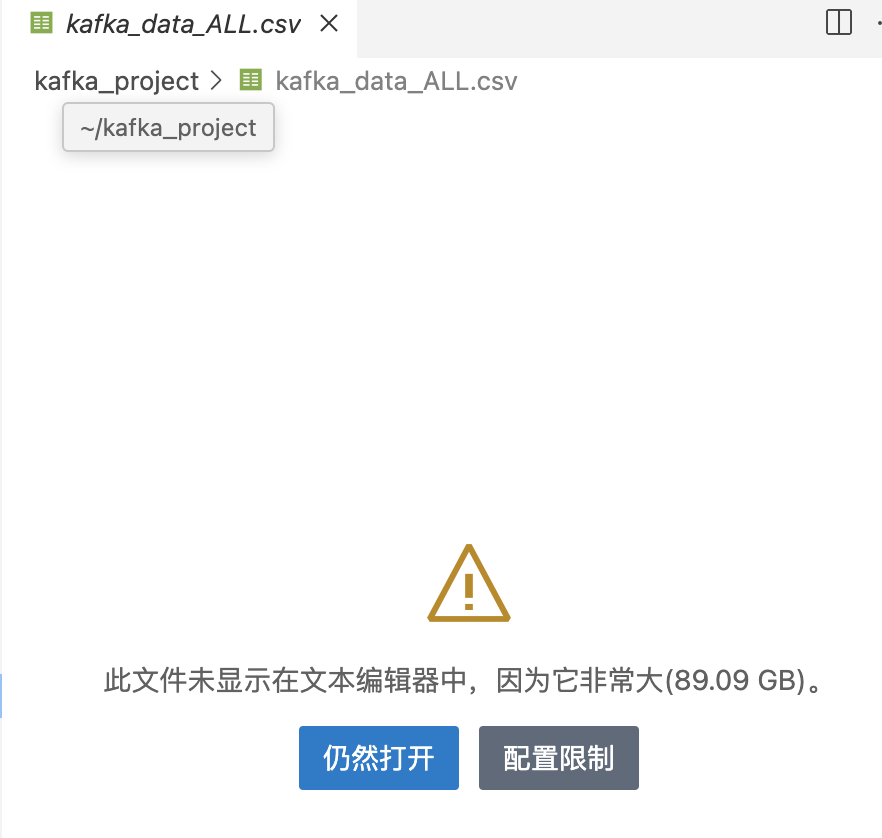 kafka_data_ALL.csv
kafka_project > kafka_data_ALL.csv
~/kafka_project
此文件未显示在文本编辑器中，因为它非常大(89.09 GB)。
仍然打开 配置限制